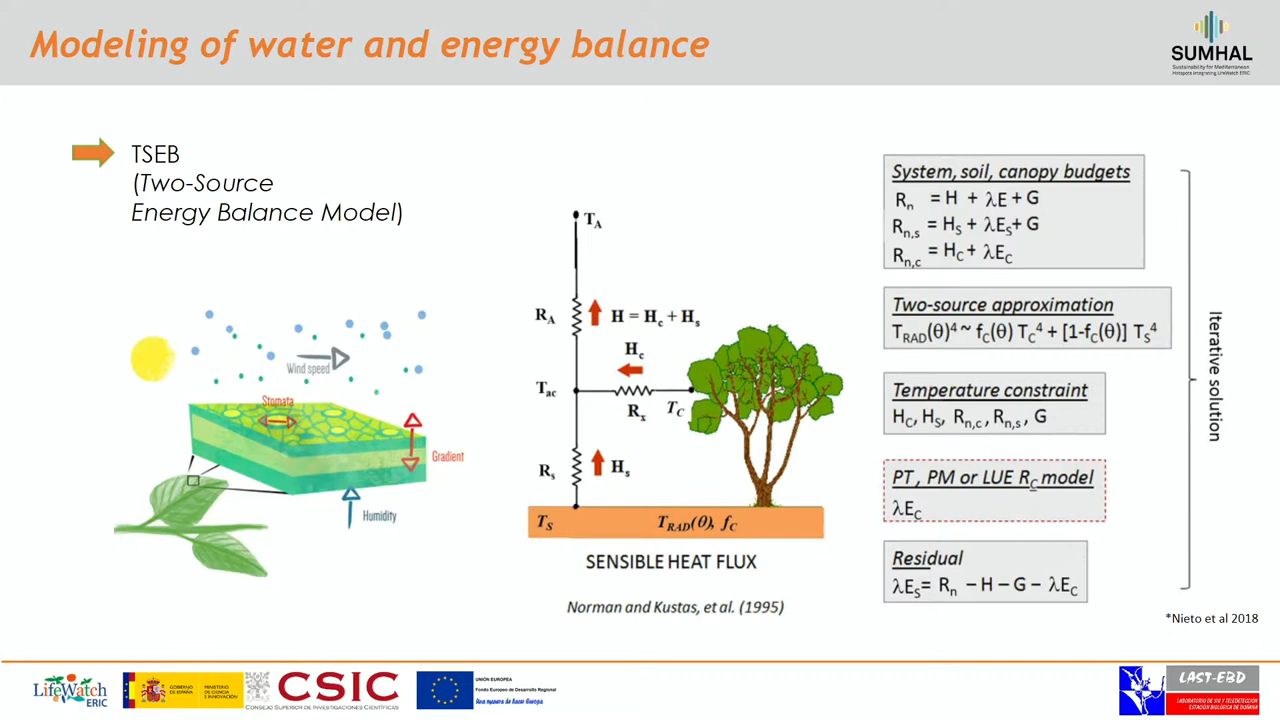 Modeling of water and energy balance
SUMHAL
Sustainability for Mediterranean
Hotspots integrating LifeWatch ERIC
TSEB
(Two-Source
Energy Balance Model)
Wind speed
Stomata
Gradient
Humidity
T_A
R_A
H = H_c + H_s
H_c
T_ac
R_x
T_C
R_s
H_s
T_S
T_RAD(θ), f_C
SENSIBLE HEAT FLUX
Norman and Kustas, et al. (1995)
System, soil, canopy budgets
R_n = H + λE + G
R_n,s = H_S + λE_S + G
R_n,c = H_C + λE_C
Two-source approximation
T_RAD(θ)⁴ ~ f_C(θ) T_C⁴ + [1-f_C(θ)] T_S⁴
Temperature constraint
H_C, H_S, R_n,c, R_n,s, G
PT, PM or LUE R_C model
λE_C
Residual
λE_S = R_n − H − G − λE_C
Iterative solution
*Nieto et al 2018
LifeWatch
ERIC
GOBIERNO
DE ESPAÑA
MINISTERIO
DE CIENCIA
E INNOVACIÓN
CSIC
CONSEJO SUPERIOR DE INVESTIGACIONES CIENTÍFICAS
UNIÓN EUROPEA
Fondo Europeo de Desarrollo Regional
Una manera de hacer Europa
LAST-EBD
LABORATORIO DE SIG Y TELEDETECCIÓN
ESTACIÓN BIOLÓGICA DE DOÑANA